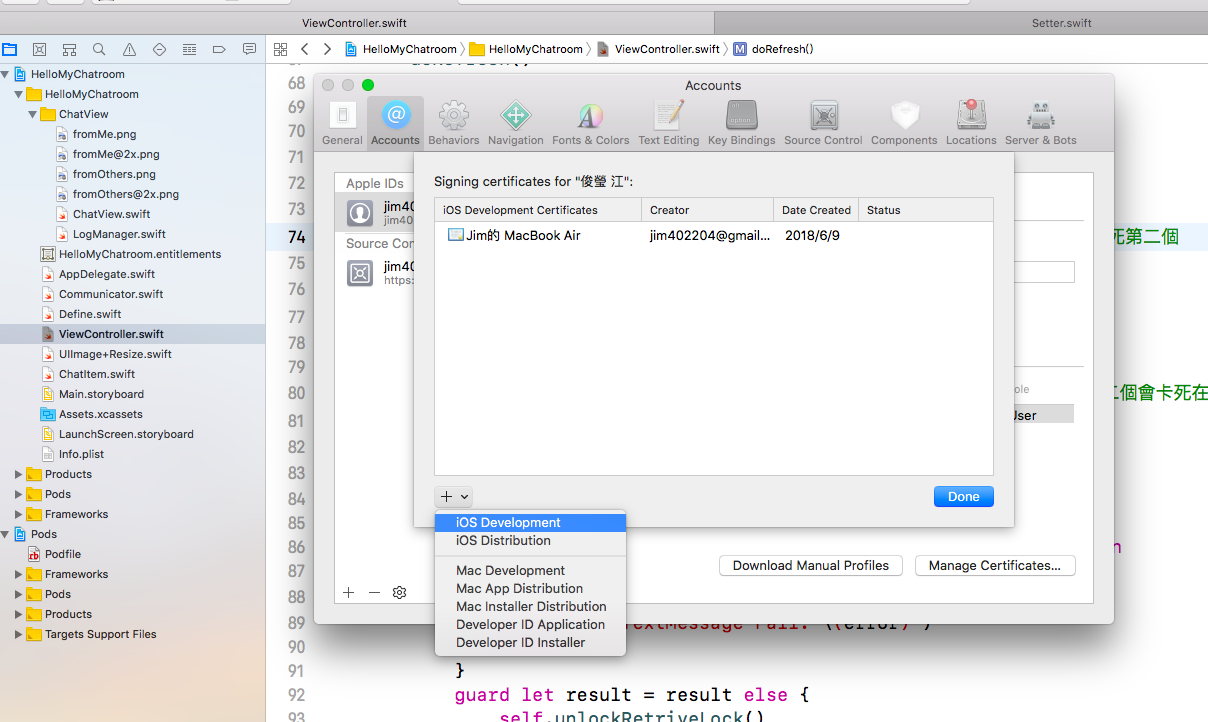 ViewController.swift
Setter.swift
HelloMyChatroom
HelloMyChatroom
ViewController.swift
M
doRefresh()
HelloMyChatroom
HelloMyChatroom
ChatView
fromMe.png
fromMe@2x.png
fromOthers.png
fromOthers@2x.png
ChatView.swift
LogManager.swift
HelloMyChatroom.entitlements
AppDelegate.swift
Communicator.swift
Define.swift
ViewController.swift
UIImage+Resize.swift
ChatItem.swift
Main.storyboard
Assets.xcassets
LaunchScreen.storyboard
Info.plist
Products
Pods
Frameworks
Pods
Podfile
Frameworks
Pods
Products
Targets Support Files
68
69
70
71
72
73
74
75
76
77
78
79
80
81
82
83
84
85
86
87
88
89
90
91
92
93
Accounts
General
Accounts
Behaviors
Navigation
Fonts & Colors
Text Editing
Key Bindings
Source Control
Components
Locations
Server & Bots
Apple IDs
jim40
jim40
Source Con
jim40
https:
Signing certificates for "俊瑩 江":
iOS Development Certificates
Creator
Date Created
Status
Jim的 MacBook Air
jim402204@gmail...
2018/6/9
Done
iOS Development
iOS Distribution
Mac Development
Mac App Distribution
Mac Installer Distribution
Developer ID Application
Developer ID Installer
ole
User
Download Manual Profiles
Manage Certificates...
死第二個
二個會卡死在
n
}
guard let result = result else {
self.unlockRetriveLock()